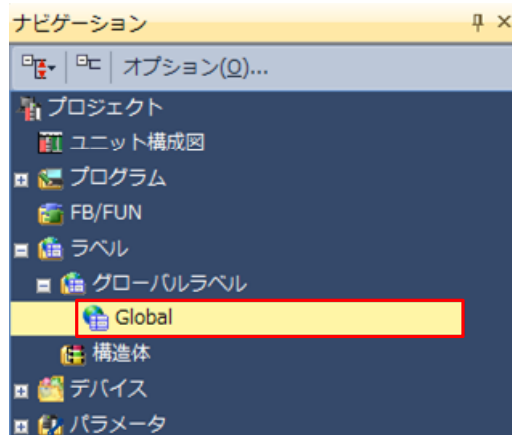 ナビゲーション
オプション(O)...
プロジェクト
ユニット構成図
プログラム
FB/FUN
ラベル
グローバルラベル
Global
構造体
デバイス
パラメータ